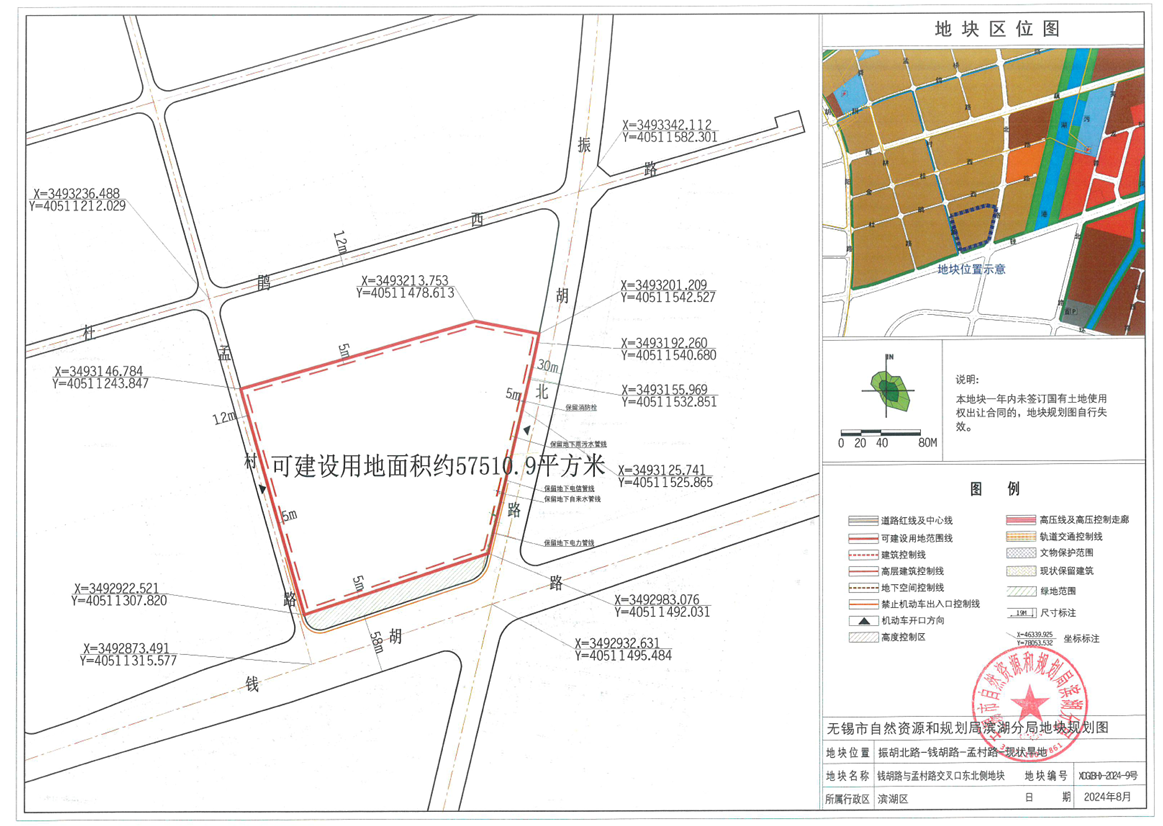 地块区位图
地块位置示意
N
0 20 40 80M
说明:
本地块一年内未签订国有土地使用
权出让合同的，地块规划图自行失
效。
图 例
道路红线及中心线
可建设用地范围线
建筑控制线
高层建筑控制线
地下空间控制线
禁止机动车出入口控制线
机动车开口方向
高度控制区
高压线及高压控制走廊
轨道交通控制线
文物保护范围
现状保留建筑
绿地范围
19M 尺寸标注
X=46339.925
Y=78053.532
坐标标注
无锡市自然资源和规划局滨湖分局地块规划图
地块位置 振胡北路-钱胡路-孟村路-现状旱地
地块名称 钱胡路与孟村路交叉口东北侧地块
地块编号
所属行政区 滨湖区
日 期 2024年8月
X=3493342.112
Y=40511582.301
X=3493236.488
Y=40511212.029
X=3493213.753
Y=40511478.613
X=3493201.209
Y=40511542.527
X=3493192.260
Y=40511540.680
X=3493146.784
Y=40511243.847
X=3493155.969
Y=40511532.851
X=3493125.741
Y=40511525.865
X=3492922.521
Y=40511307.820
X=3492983.076
Y=40511492.031
X=3492873.491
Y=40511315.577
X=3492932.631
Y=40511495.484
杜鹃西路
振胡北路
孟村路
钱胡路
12m
5m
30m
5m
12m
5m
5m
58m
可建设用地面积约57510.9平方米
保留消防栓
保留地下雨污水管线
保留地下电信管线
保留地下自来水管线
保留地下电力管线